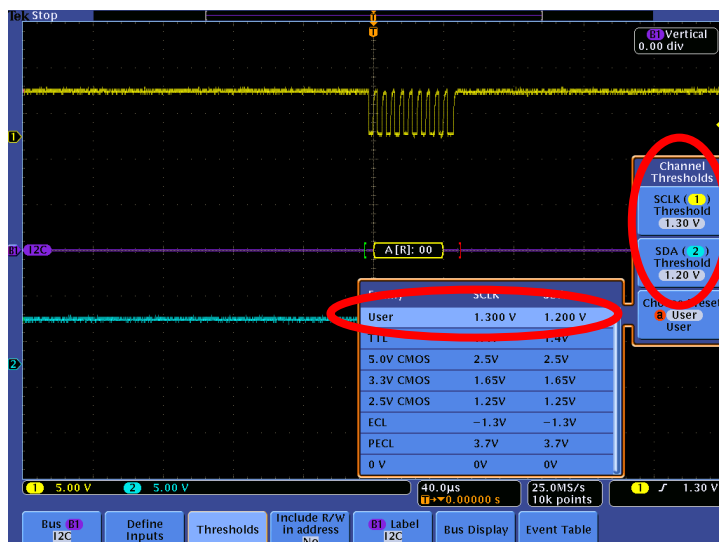 Tek Stop
B1 Vertical
0.00 div
1
Channel
Thresholds
SCLK ( 1 )
Threshold
1.30 V
B1 I2C
A[R]: 00
SDA ( 2 )
Threshold
1.20 V
SCLK
User 1.300 V 1.200 V
a User
User
TTL 1.4V
2
5.0V CMOS 2.5V 2.5V
3.3V CMOS 1.65V 1.65V
2.5V CMOS 1.25V 1.25V
ECL −1.3V −1.3V
PECL 3.7V 3.7V
0 V 0V 0V
1 5.00 V 2 5.00 V 40.0µs 25.0MS/s 1 1.30 V
T→▼0.00000 s 10k points
Bus B1
I2C
Define
Inputs
Thresholds
Include R/W
in address
No
B1 Label
I2C
Bus Display
Event Table